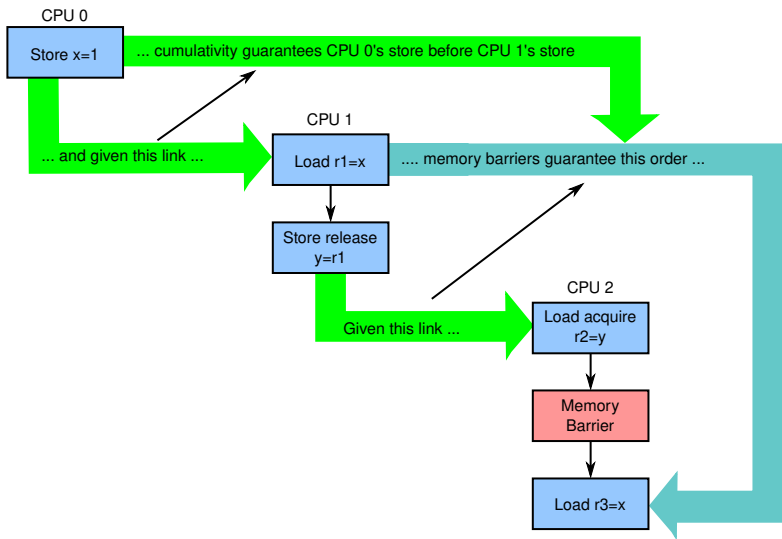 CPU 0
Store x=1
... cumulativity guarantees CPU 0's store before CPU 1's store
CPU 1
... and given this link ...
Load r1=x
.... memory barriers guarantee this order ...
Store release
y=r1
CPU 2
Given this link ...
Load acquire
r2=y
Memory
Barrier
Load r3=x